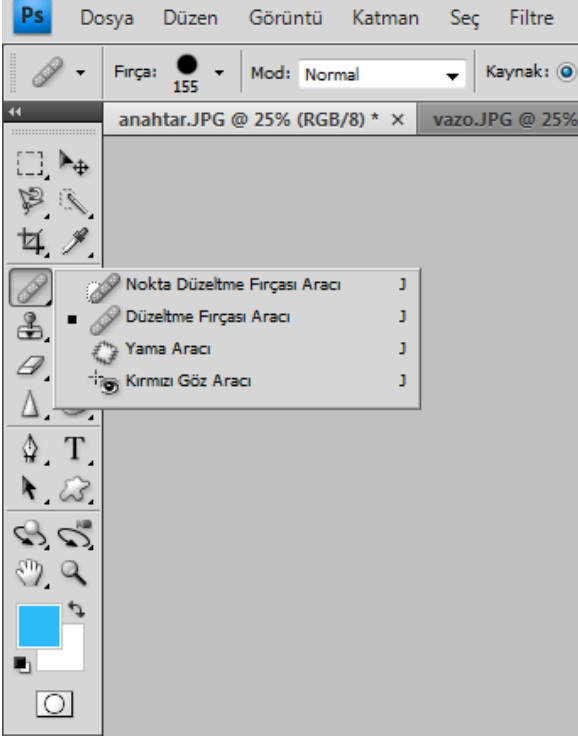 Ps Dosya Düzen Görüntü Katman Seç Filtre
Fırça: 155 Mod: Normal Kaynak:
anahtar.JPG @ 25% (RGB/8) * × vazo.JPG @ 25%
Nokta Düzeltme Fırçası Aracı J
Düzeltme Fırçası Aracı J
Yama Aracı J
Kırmızı Göz Aracı J
T